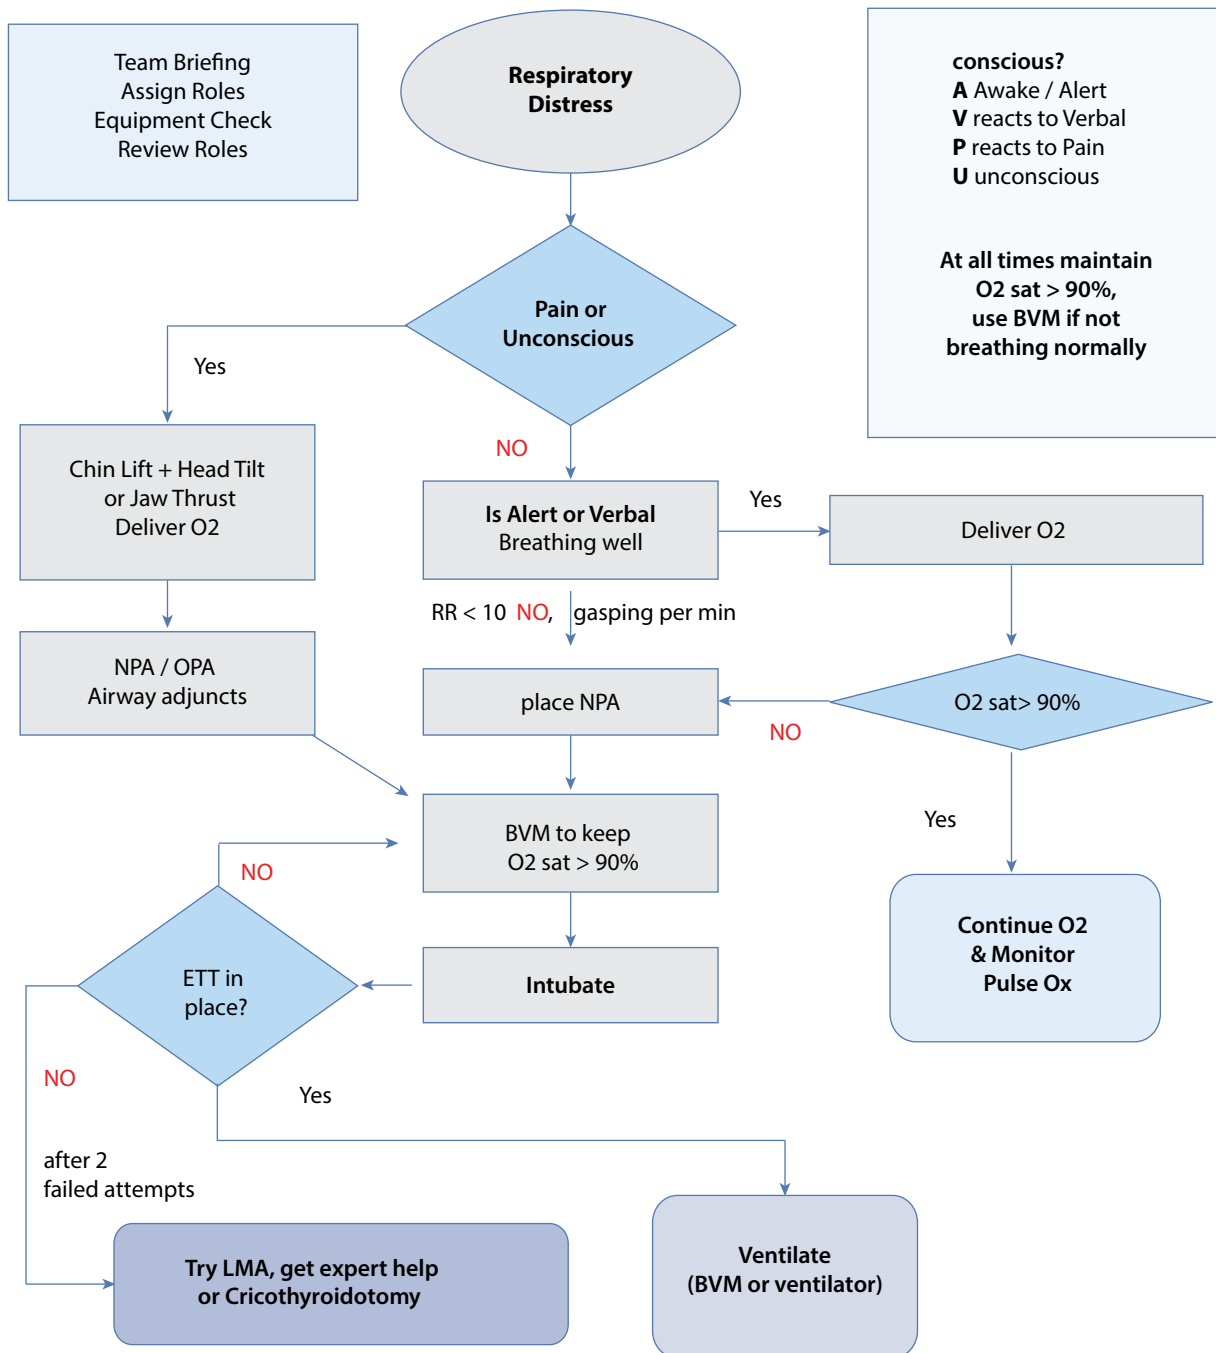 Team Briefing
Assign Roles
Equipment Check
Review Roles
Respiratory
Distress
conscious?
A Awake / Alert
V reacts to Verbal
P reacts to Pain
U unconscious
At all times maintain
O2 sat > 90%,
use BVM if not
breathing normally
Pain or
Unconscious
Yes
NO
Chin Lift + Head Tilt
or Jaw Thrust
Deliver O2
Is Alert or Verbal
Breathing well
Yes
Deliver O2
RR < 10 NO, gasping per min
NPA / OPA
Airway adjuncts
place NPA
NO
O2 sat> 90%
Yes
BVM to keep
O2 sat > 90%
NO
Continue O2
& Monitor
Pulse Ox
ETT in
place?
Intubate
NO
Yes
after 2
failed attempts
Try LMA, get expert help
or Cricothyroidotomy
Ventilate
(BVM or ventilator)